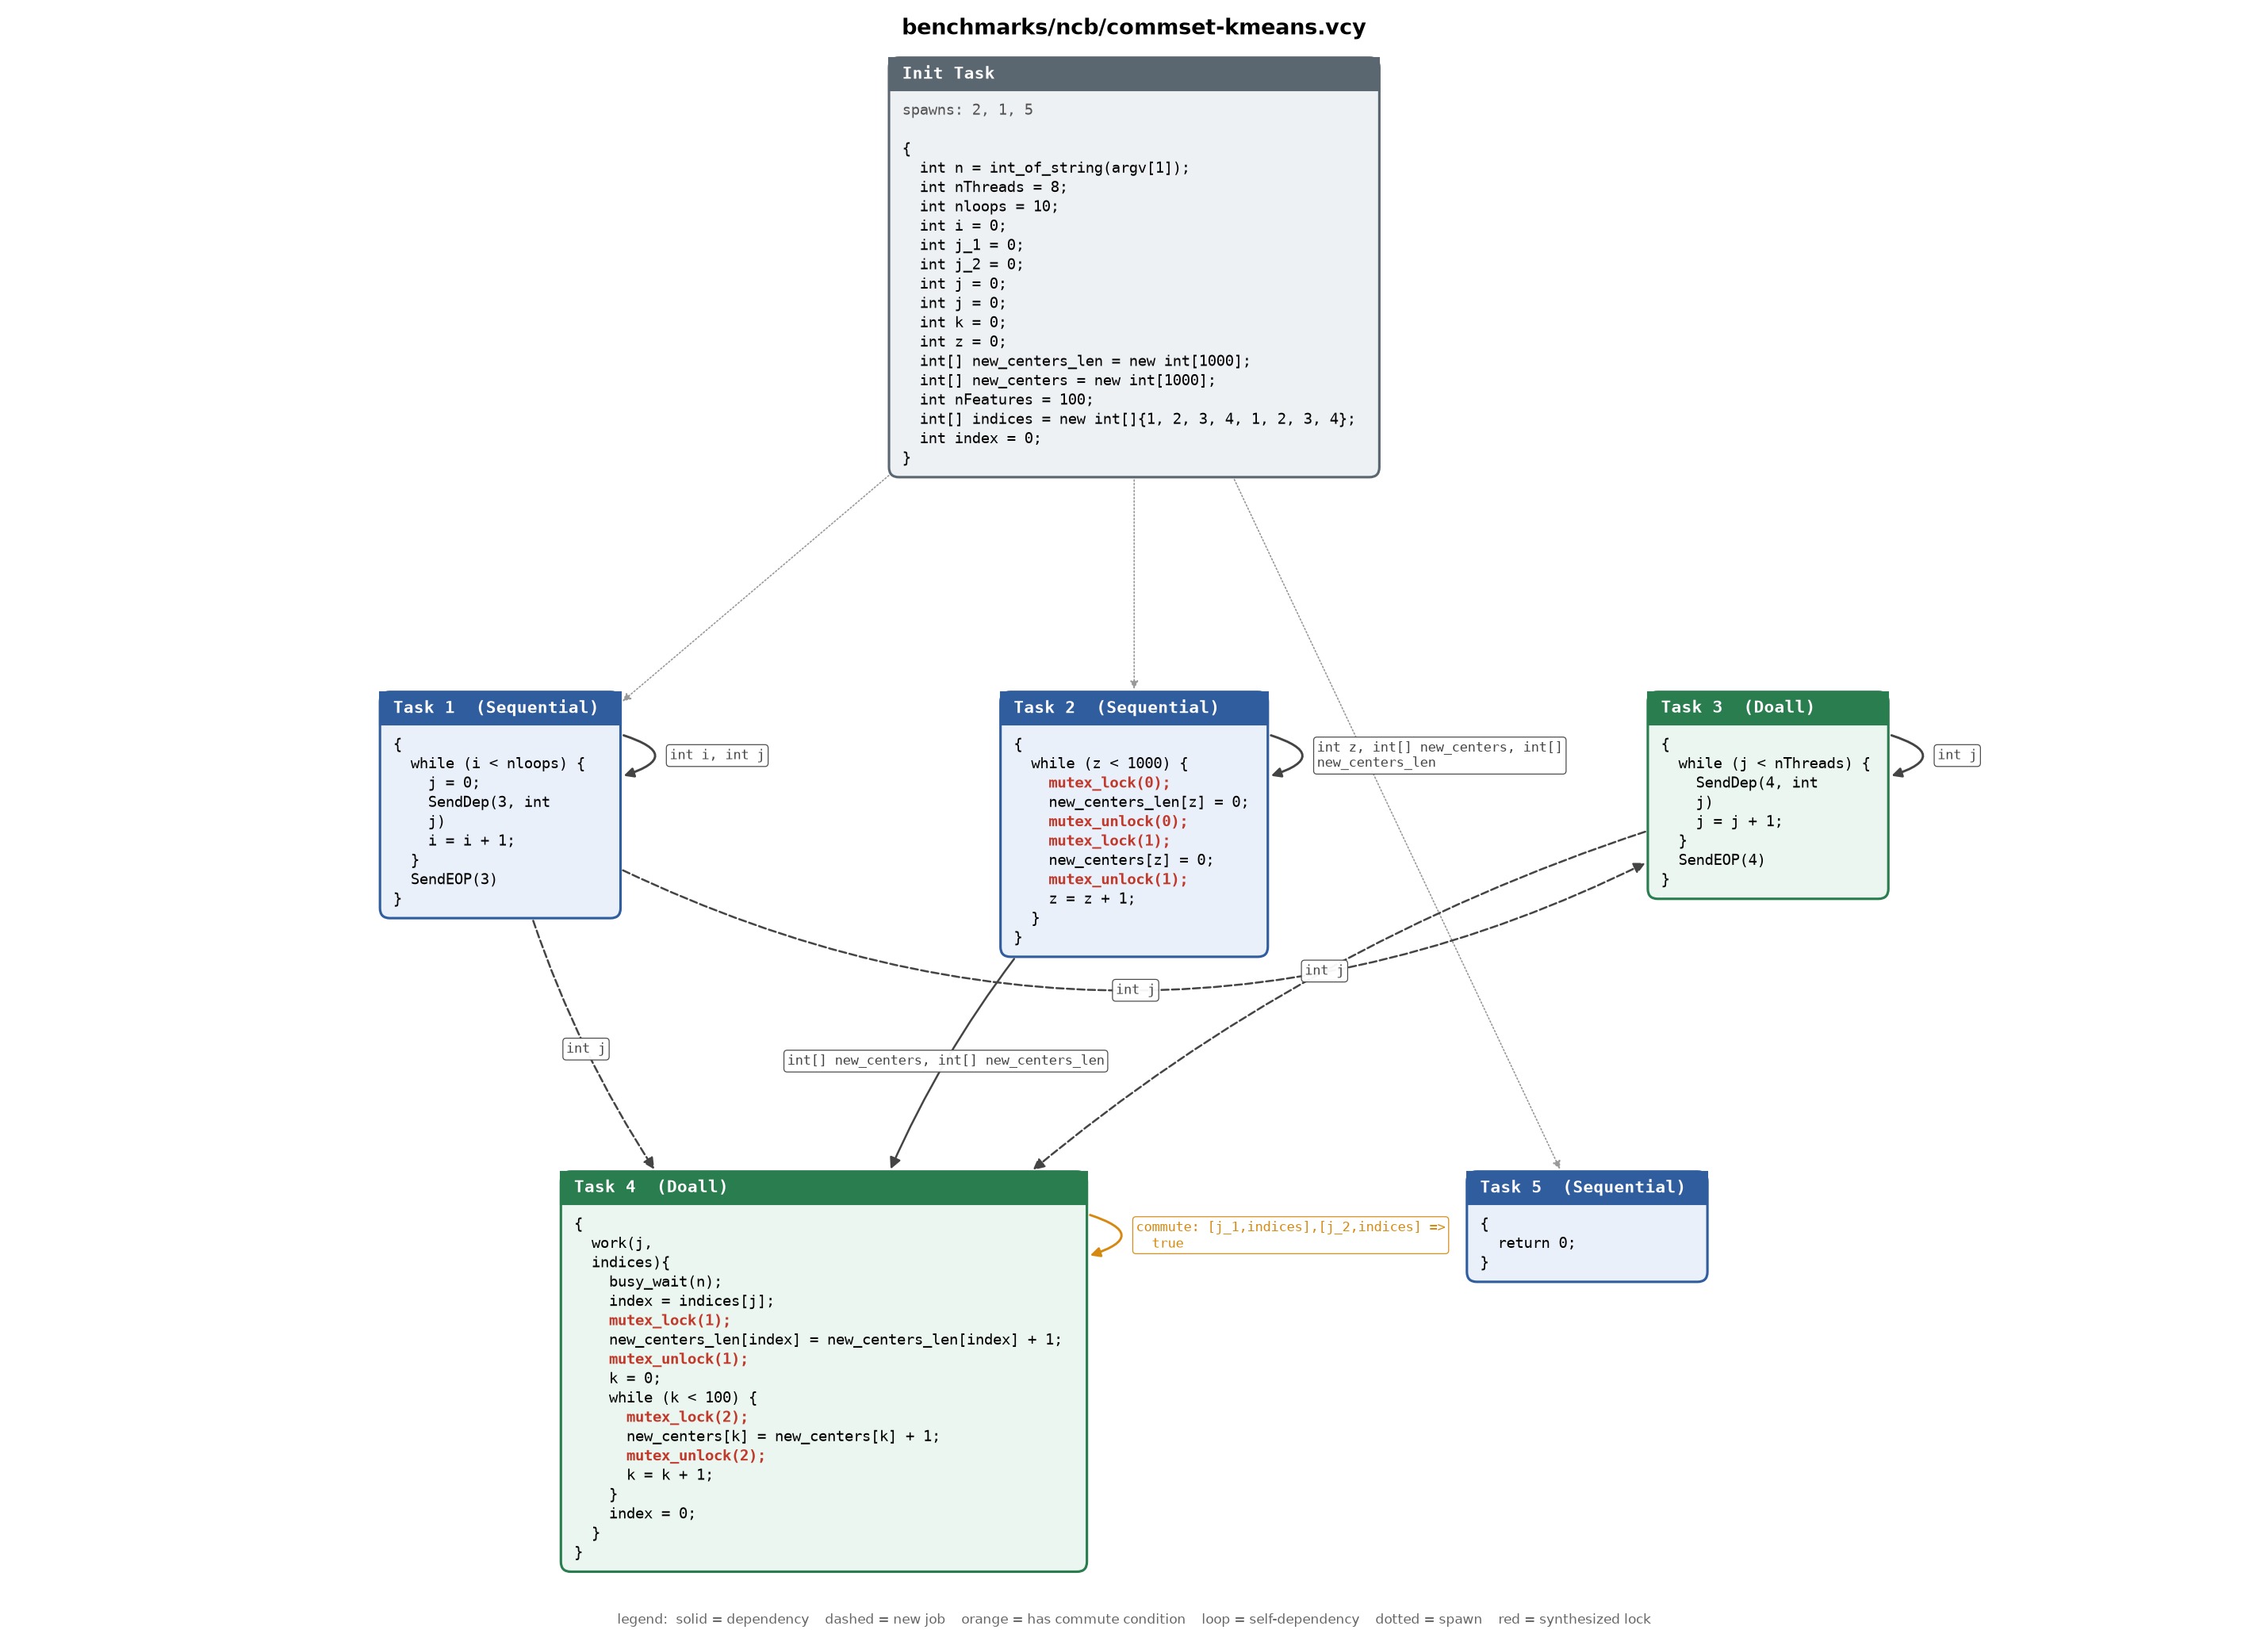 benchmarks/ncb/commset-kmeans.vcy
Init Task
spawns: 2, 1, 5
{
  int n = int_of_string(argv[1]);
  int nThreads = 8;
  int nloops = 10;
  int i = 0;
  int j_1 = 0;
  int j_2 = 0;
  int j = 0;
  int j = 0;
  int k = 0;
  int z = 0;
  int[] new_centers_len = new int[1000];
  int[] new_centers = new int[1000];
  int nFeatures = 100;
  int[] indices = new int[]{1, 2, 3, 4, 1, 2, 3, 4};
  int index = 0;
}
Task 1  (Sequential)
{
  while (i < nloops) {
    j = 0;
    SendDep(3, int
    j)
    i = i + 1;
  }
  SendEOP(3)
}
int i, int j
Task 2  (Sequential)
{
  while (z < 1000) {
    mutex_lock(0);
    new_centers_len[z] = 0;
    mutex_unlock(0);
    mutex_lock(1);
    new_centers[z] = 0;
    mutex_unlock(1);
    z = z + 1;
  }
}
int z, int[] new_centers, int[]
new_centers_len
Task 3  (Doall)
{
  while (j < nThreads) {
    SendDep(4, int
    j)
    j = j + 1;
  }
  SendEOP(4)
}
int j
int j
int j
int j
int[] new_centers, int[] new_centers_len
Task 4  (Doall)
{
  work(j,
  indices){
    busy_wait(n);
    index = indices[j];
    mutex_lock(1);
    new_centers_len[index] = new_centers_len[index] + 1;
    mutex_unlock(1);
    k = 0;
    while (k < 100) {
      mutex_lock(2);
      new_centers[k] = new_centers[k] + 1;
      mutex_unlock(2);
      k = k + 1;
    }
    index = 0;
  }
}
commute: [j_1,indices],[j_2,indices] =>
  true
Task 5  (Sequential)
{
  return 0;
}
legend:  solid = dependency    dashed = new job    orange = has commute condition    loop = self-dependency    dotted = spawn    red = synthesized lock